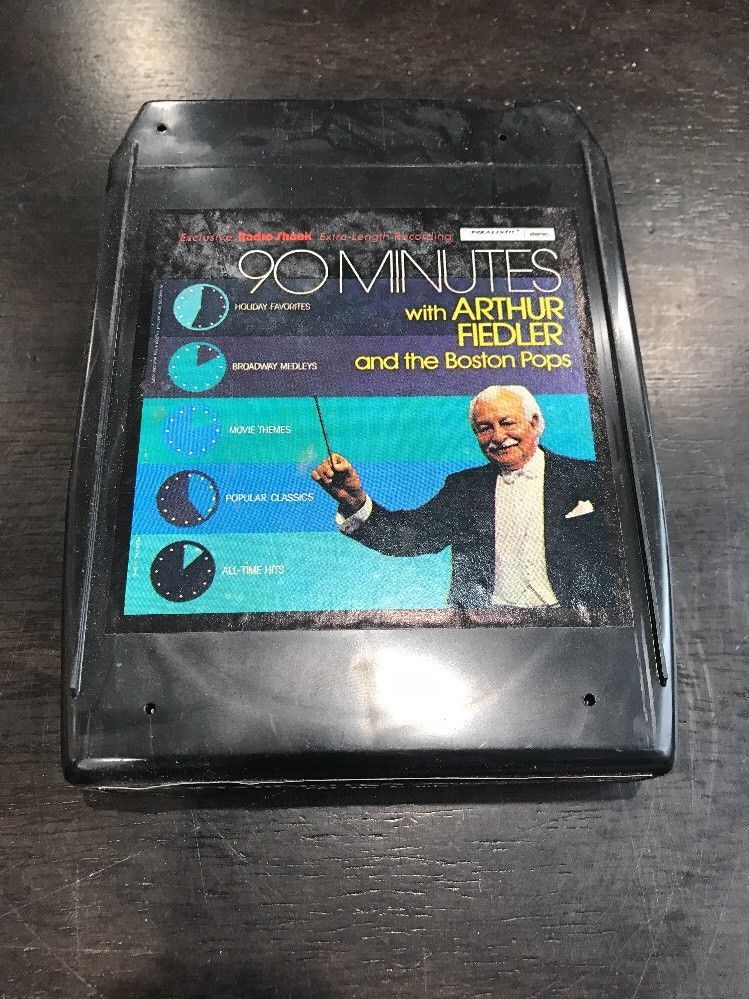 Exclusive Radio Shack Extra-Length Recording REALISTIC
90 MINUTES
with ARTHUR
FIEDLER
and the Boston Pops
HOLIDAY FAVORITES
BROADWAY MEDLEYS
MOVIE THEMES
POPULAR CLASSICS
ALL-TIME HITS